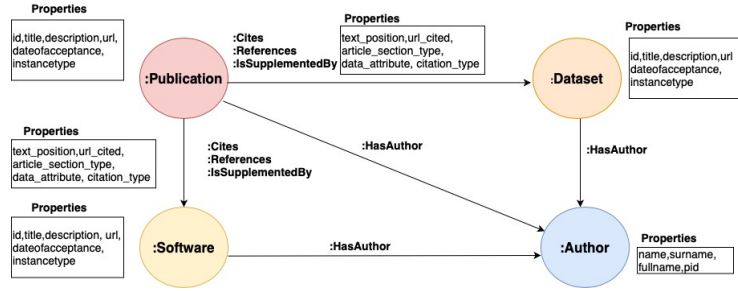 Properties
id,title,description,url,
dateofacceptance,
instancetype
:Publication
:Cites
:References
:IsSupplementedBy
Properties
text_position,url_cited,
article_section_type,
data_attribute, citation_type
:Dataset
Properties
id,title,description,url
dateofacceptance,
instancetype
Properties
text_position,url_cited,
article_section_type,
data_attribute, citation_type
:Cites
:References
:IsSupplementedBy
:HasAuthor
:HasAuthor
Properties
id,title,description, url,
dateofacceptance,
instancetype
:Software
:HasAuthor
:Author
Properties
name,surname,
fullname,pid